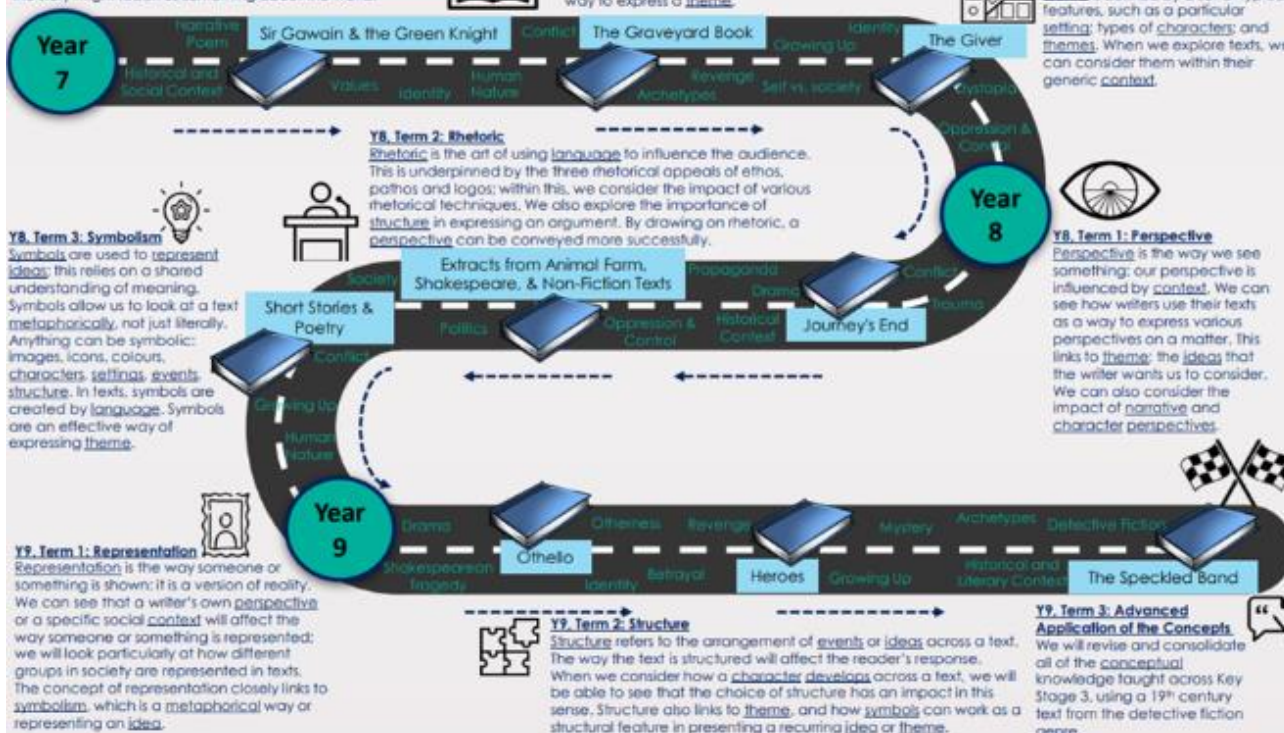 way to express a theme.
features, such as a particular
setting; types of characters; and
themes. When we explore texts, we
can consider them within their
generic context.
Year
7
Narrative
Poem
Sir Gawain & the Green Knight
Conflict
The Graveyard Book
Growing Up
Identity
The Giver
Historical and
Social Context
Values
Identity
Human
Nature
Archetypes
Revenge
Self vs. society
Dystopia
Oppression &
Control
Y8, Term 2: Rhetoric
Rhetoric is the art of using language to influence the audience.
This is underpinned by the three rhetorical appeals of ethos,
pathos and logos; within this, we consider the impact of various
rhetorical techniques. We also explore the importance of
structure in expressing an argument. By drawing on rhetoric, a
perspective can be conveyed more successfully.
Year
8
Y8, Term 1: Perspective
Perspective is the way we see
something; our perspective is
influenced by context. We can
see how writers use their texts
as a way to express various
perspectives on a matter. This
links to theme: the ideas that
the writer wants us to consider.
We can also consider the
impact of narrative and
character perspectives.
Y8, Term 3: Symbolism
Symbols are used to represent
ideas; this relies on a shared
understanding of meaning.
Symbols allow us to look at a text
metaphorically, not just literally.
Anything can be symbolic:
images, icons, colours,
characters, settings, events,
structure. In texts, symbols are
created by language. Symbols
are an effective way of
expressing theme.
Conflict
Trauma
Journey's End
Drama
Propaganda
Historical
Context
Extracts from Animal Farm,
Shakespeare, & Non-Fiction Texts
Oppression &
Control
Politics
Society
Short Stories &
Poetry
Conflict
Growing Up
Human
Nature
Year
9
Drama
Shakespearean
Tragedy
Othello
Otherness
Identity
Betrayal
Revenge
Heroes
Growing Up
Mystery
Archetypes
Detective Fiction
Historical and
Literary Context
The Speckled Band
Y9, Term 1: Representation
Representation is the way someone or
something is shown: it is a version of reality.
We can see that a writer's own perspective
or a specific social context will affect the
way someone or something is represented;
we will look particularly at how different
groups in society are represented in texts.
The concept of representation closely links to
symbolism, which is a metaphorical way or
representing an idea.
Y9, Term 2: Structure
Structure refers to the arrangement of events or ideas across a text.
The way the text is structured will affect the reader's response.
When we consider how a character develops across a text, we will
be able to see that the choice of structure has an impact in this
sense. Structure also links to theme, and how symbols can work as a
structural feature in presenting a recurring idea or theme.
Y9, Term 3: Advanced
Application of the Concepts
We will revise and consolidate
all of the conceptual
knowledge taught across Key
Stage 3, using a 19th century
text from the detective fiction
genre.